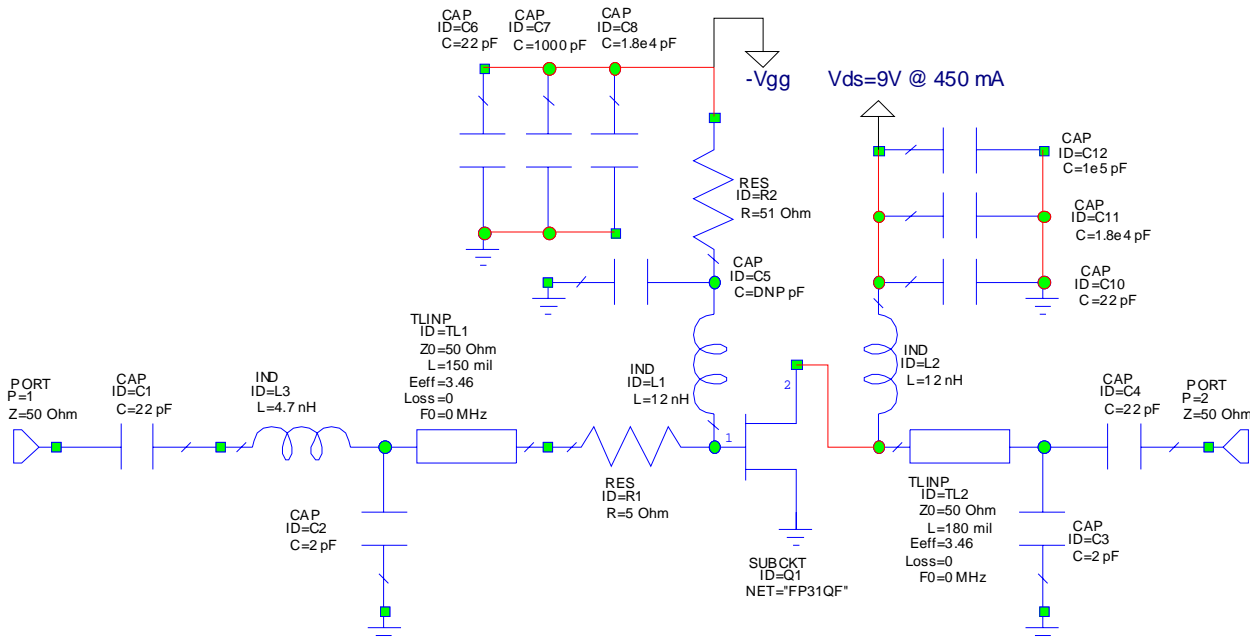 CAP
ID=C6
C=22 pF
CAP
ID=C7
C=1000 pF
CAP
ID=C8
C=1.8e4 pF
-Vgg
Vds=9V @ 450 mA
CAP
ID=C12
C=1e5 pF
RES
ID=R2
R=51 Ohm
CAP
ID=C11
C=1.8e4 pF
CAP
ID=C5
C=DNP pF
CAP
ID=C10
C=22 pF
TLINP
ID=TL1
Z0=50 Ohm
L=150 mil
Eeff=3.46
Loss=0
F0=0 MHz
IND
ID=L1
L=12 nH
IND
ID=L2
L=12 nH
PORT
P=1
Z=50 Ohm
CAP
ID=C1
C=22 pF
IND
ID=L3
L=4.7 nH
CAP
ID=C4
C=22 pF
PORT
P=2
Z=50 Ohm
2
1
RES
ID=R1
R=5 Ohm
CAP
ID=C2
C=2 pF
TLINP
ID=TL2
Z0=50 Ohm
L=180 mil
Eeff=3.46
Loss=0
F0=0 MHz
CAP
ID=C3
C=2 pF
SUBCKT
ID=Q1
NET="FP31QF"